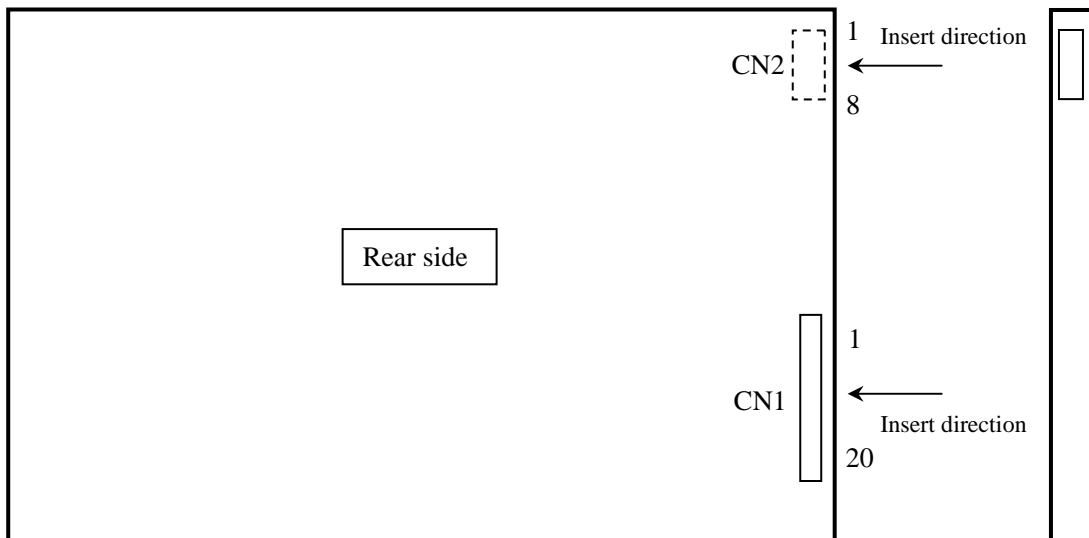 1
Insert direction
CN2
8
Rear side
1
CN1
Insert direction
20